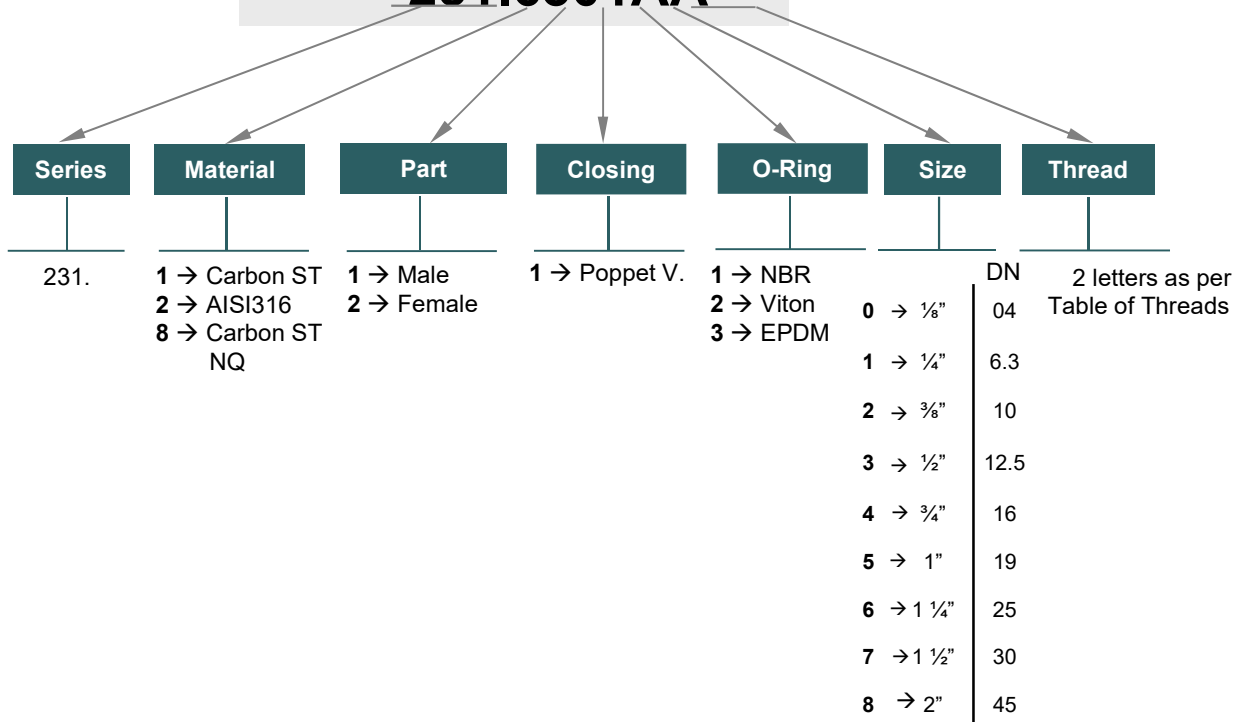 Series
Material
Part
Closing
O-Ring
Size
Thread
231.
1 → Carbon ST
2 → AISI316
8 → Carbon ST
NQ
1 → Male
2 → Female
1 → Poppet V.
1 → NBR
2 → Viton
3 → EPDM
DN
0 → ⅛” 04
1 → ¼” 6.3
2 → ⅜” 10
3 → ½” 12.5
4 → ¾” 16
5 → 1” 19
6 → 1 ¼” 25
7 → 1 ½” 30
8 → 2” 45
2 letters as per
Table of Threads